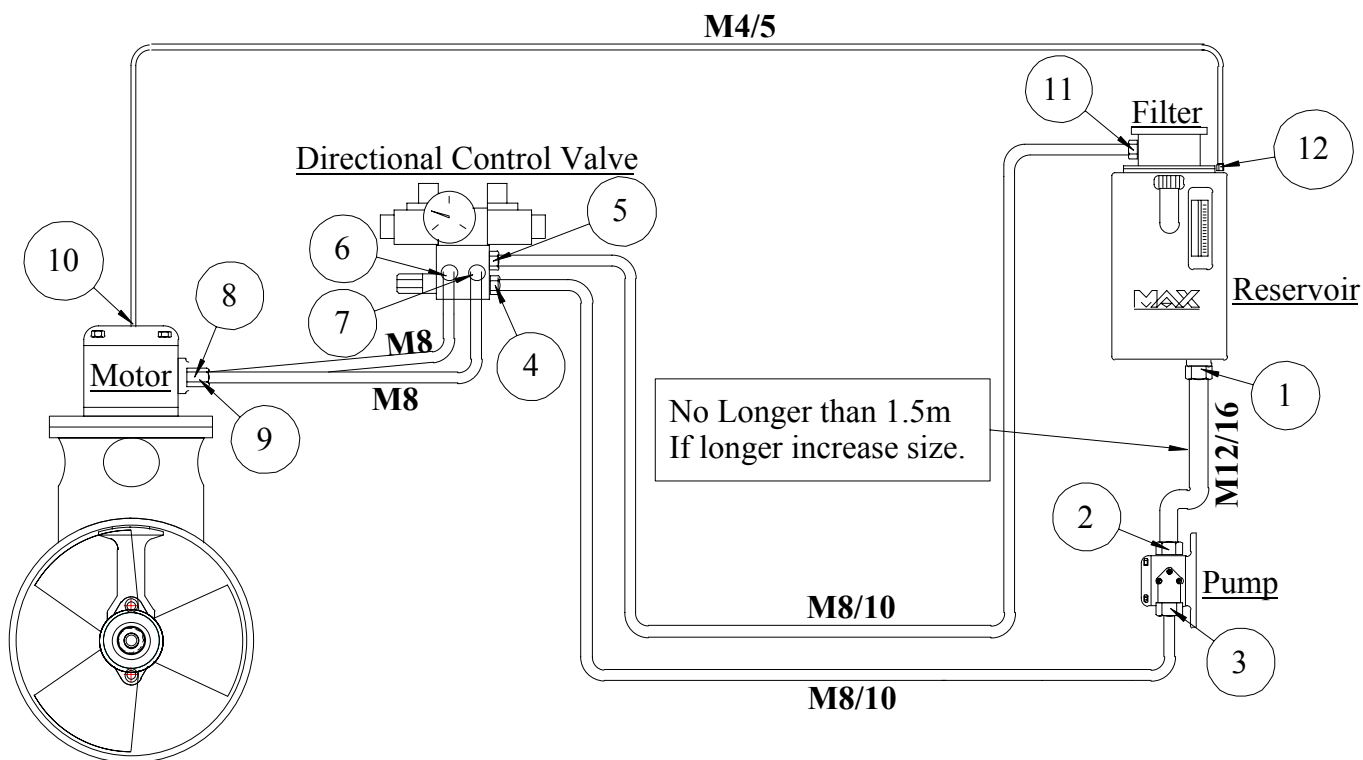 M4/5
11
Filter
12
Directional Control Valve
5
6
10
7
8
4
Reservoir
MAX
M8
Motor
M8
9
No Longer than 1.5m
If longer increase size.
1
M12/16
2
Pump
M8/10
3
M8/10